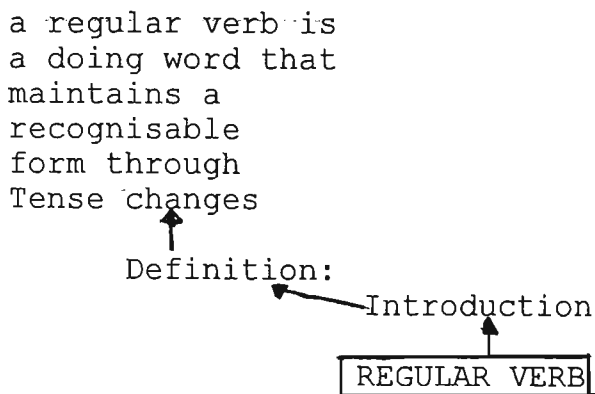 a regular verb is
a doing word that
maintains a
recognisable
form through
Tense changes
Definition:
Introduction
REGULAR VERB